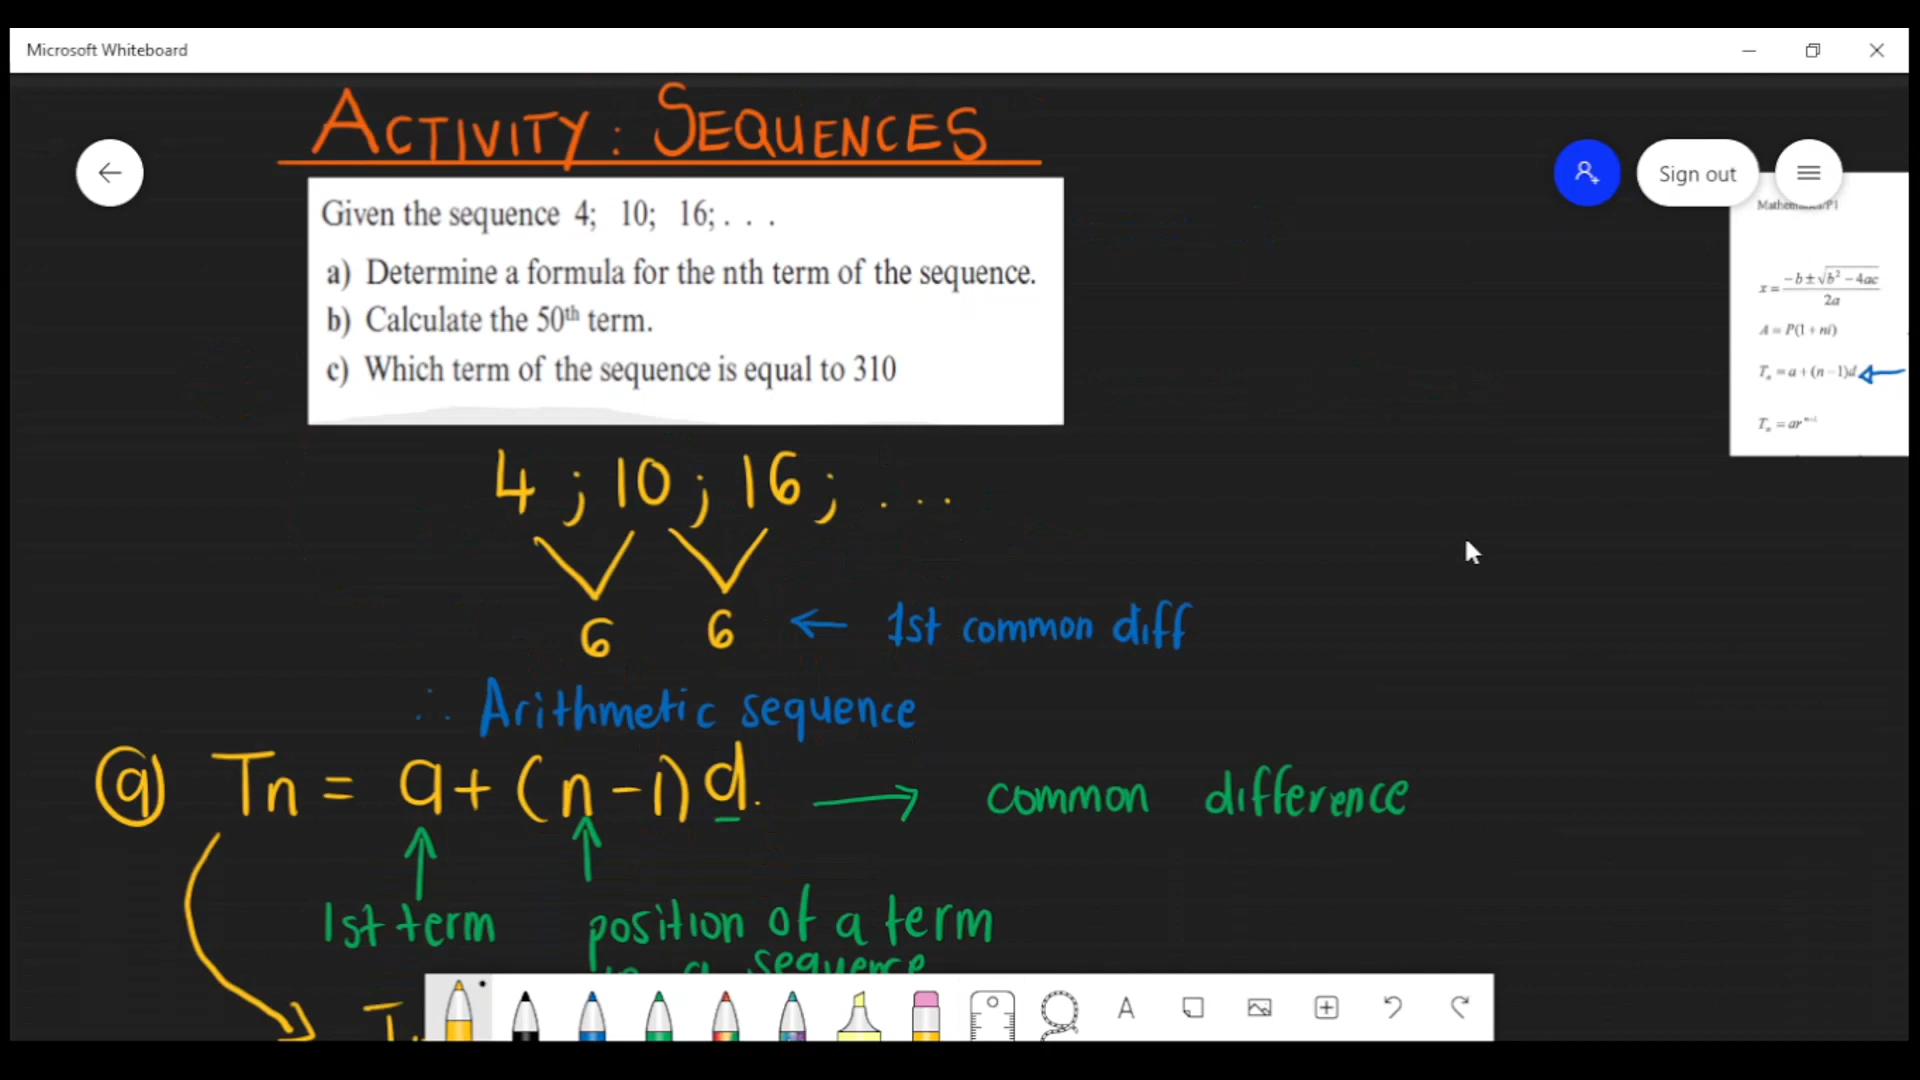 Microsoft Whiteboard
ACTIVITY: SEQUENCES
Sign out
Given the sequence 4; 10; 16; . . .
a) Determine a formula for the nth term of the sequence.
b) Calculate the 50th term.
c) Which term of the sequence is equal to 310
x = -b ± √b² - 4ac / 2a
A = P(1 + ni)
Tn = a + (n - 1)d
Tn = arⁿ⁻¹
4 ; 10 ; 16 ; ...
6 6 ← 1st common diff
∴ Arithmetic sequence
a) Tn = a + (n - 1) d. → common difference
1st term position of a term
sequence